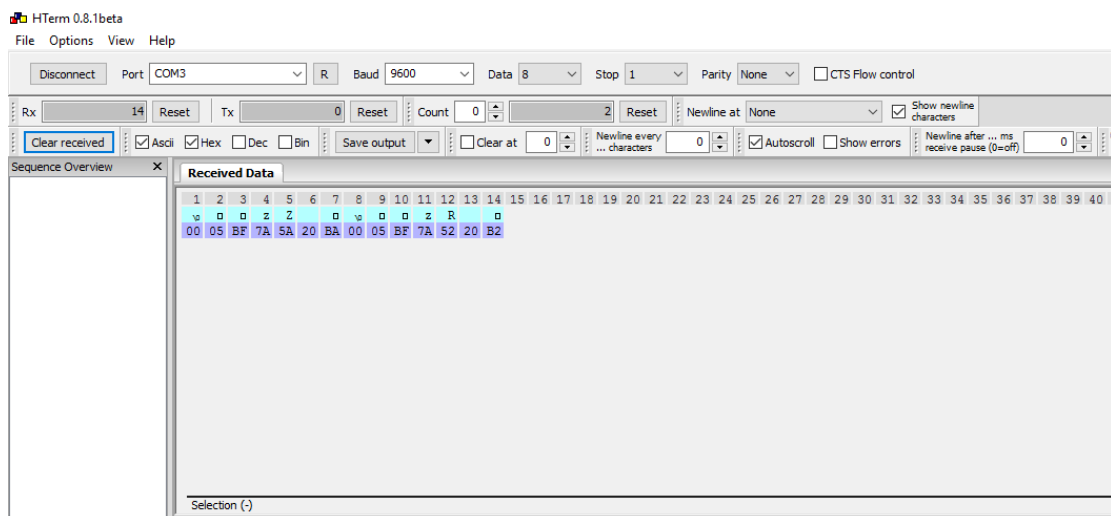 HTerm 0.8.1beta
File Options View Help
Disconnect Port COM3 R Baud 9600 Data 8 Stop 1 Parity None CTS Flow control
Rx 14 Reset Tx 0 Reset Count 0 2 Reset Newline at None Show newline characters
Clear received Ascii Hex Dec Bin Save output Clear at 0 Newline every ... characters 0 Autoscroll Show errors Newline after ... ms receive pause (0=off) 0
Sequence Overview X Received Data
1 2 3 4 5 6 7 8 9 10 11 12 13 14 15 16 17 18 19 20 21 22 23 24 25 26 27 28 29 30 31 32 33 34 35 36 37 38 39 40
\0 z Z \0 z R
00 05 BF 7A 5A 20 BA 00 05 BF 7A 52 20 B2
Selection (-)